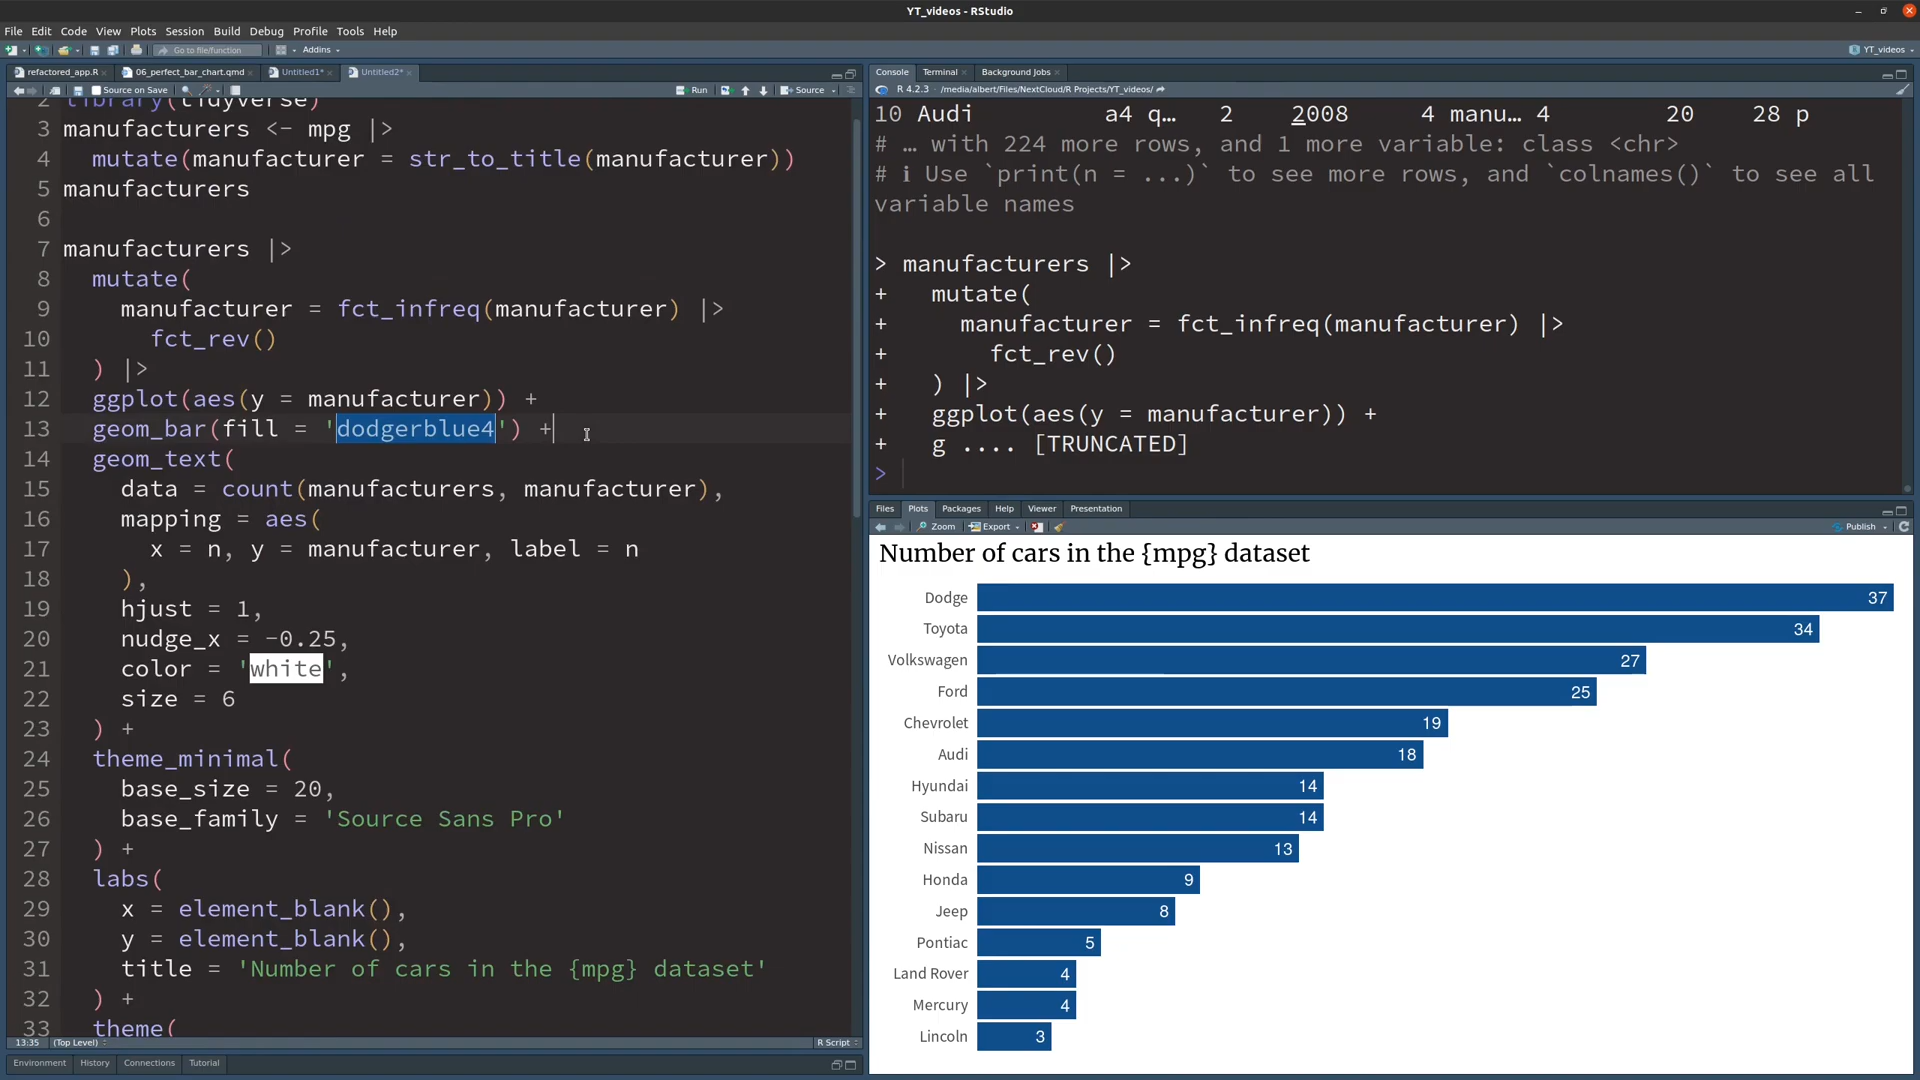 YT_videos - RStudio
File Edit Code View Plots Session Build Debug Profile Tools Help
Go to file/function Addins YT_videos
refactored_app.R 06_perfect_bar_chart.qmd Untitled1* Untitled2*
Source on Save Run Source
2 library(tidyverse)
3 manufacturers <- mpg |>
4 mutate(manufacturer = str_to_title(manufacturer))
5 manufacturers
6
7 manufacturers |>
8 mutate(
9 manufacturer = fct_infreq(manufacturer) |>
10 fct_rev()
11 ) |>
12 ggplot(aes(y = manufacturer)) +
13 geom_bar(fill = 'dodgerblue4') +
14 geom_text(
15 data = count(manufacturers, manufacturer),
16 mapping = aes(
17 x = n, y = manufacturer, label = n
18 ),
19 hjust = 1,
20 nudge_x = -0.25,
21 color = 'white',
22 size = 6
23 ) +
24 theme_minimal(
25 base_size = 20,
26 base_family = 'Source Sans Pro'
27 ) +
28 labs(
29 x = element_blank(),
30 y = element_blank(),
31 title = 'Number of cars in the {mpg} dataset'
32 ) +
33 theme(
13:35 (Top Level) R Script
Environment History Connections Tutorial
Console Terminal Background Jobs
R 4.2.3 · /media/albert/Files/NextCloud/R Projects/YT_videos/
10 Audi a4 q… 2 2008 4 manu… 4 20 28 p
# … with 224 more rows, and 1 more variable: class <chr>
# ℹ Use `print(n = ...)` to see more rows, and `colnames()` to see all
variable names
> manufacturers |>
+ mutate(
+ manufacturer = fct_infreq(manufacturer) |>
+ fct_rev()
+ ) |>
+ ggplot(aes(y = manufacturer)) +
+ g .... [TRUNCATED]
>
Files Plots Packages Help Viewer Presentation
Zoom Export Publish
Number of cars in the {mpg} dataset
Dodge 37
Toyota 34
Volkswagen 27
Ford 25
Chevrolet 19
Audi 18
Hyundai 14
Subaru 14
Nissan 13
Honda 9
Jeep 8
Pontiac 5
Land Rover 4
Mercury 4
Lincoln 3